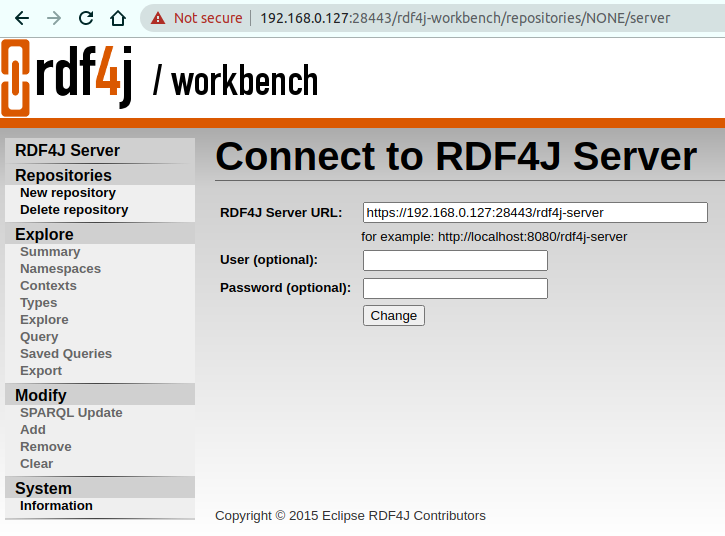 Not secure 192.168.0.127:28443/rdf4j-workbench/repositories/NONE/server
rdf4j / workbench
RDF4J Server
Repositories
New repository
Delete repository
Explore
Summary
Namespaces
Contexts
Types
Explore
Query
Saved Queries
Export
Modify
SPARQL Update
Add
Remove
Clear
System
Information
Connect to RDF4J Server
RDF4J Server URL: https://192.168.0.127:28443/rdf4j-server
for example: http://localhost:8080/rdf4j-server
User (optional):
Password (optional):
Change
Copyright © 2015 Eclipse RDF4J Contributors